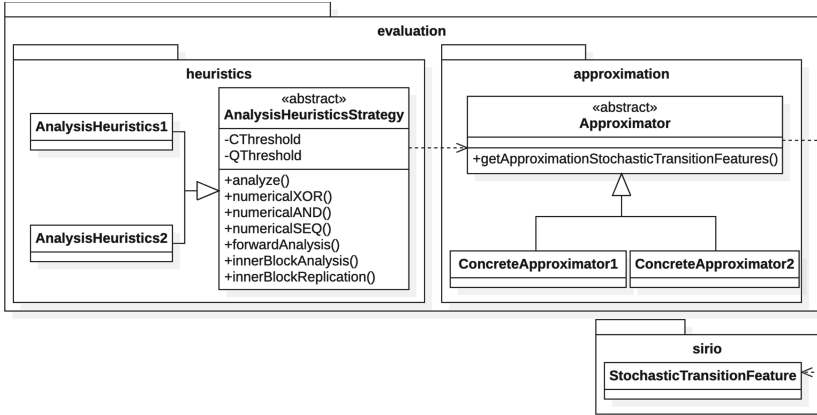 evaluation
heuristics
AnalysisHeuristics1
AnalysisHeuristics2
«abstract»
AnalysisHeuristicsStrategy
-CThreshold
-QThreshold
+analyze()
+numericalXOR()
+numericalAND()
+numericalSEQ()
+forwardAnalysis()
+innerBlockAnalysis()
+innerBlockReplication()
approximation
«abstract»
Approximator
+getApproximationStochasticTransitionFeatures()
ConcreteApproximator1
ConcreteApproximator2
sirio
StochasticTransitionFeature